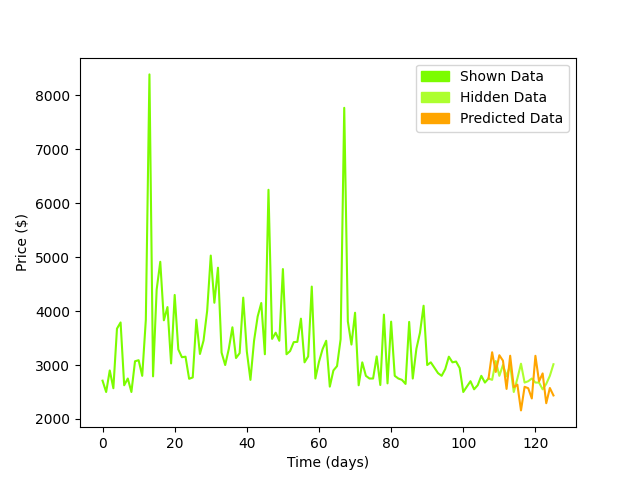 Shown Data
Hidden Data
Predicted Data
8000
7000
6000
5000
4000
3000
2000
Price ($)
0 20 40 60 80 100 120
Time (days)